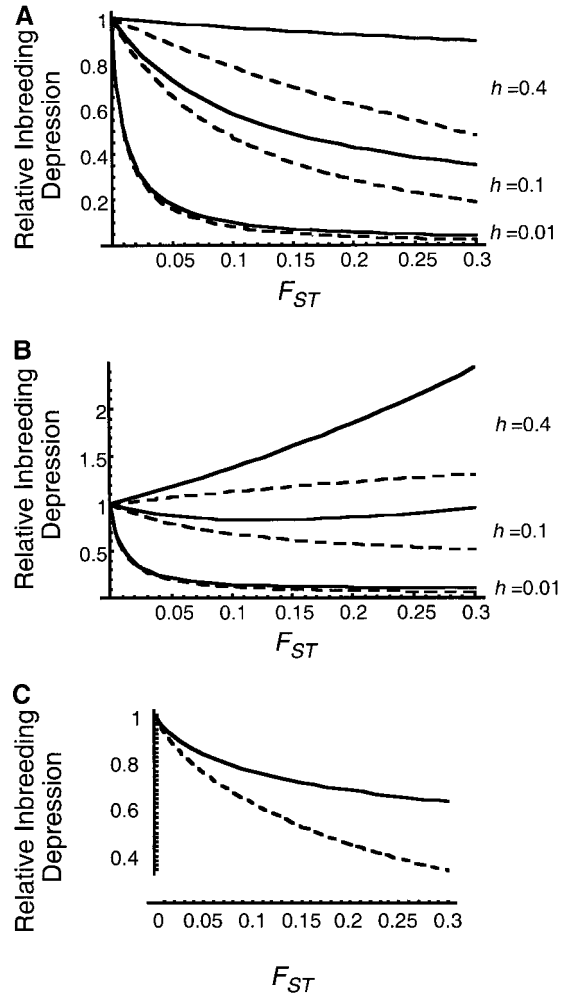 A
Relative Inbreeding
Depression
1
0.8
0.6
0.4
0.2
h =0.4
h =0.1
h =0.01
0.05 0.1 0.15 0.2 0.25 0.3
FST
B
Relative Inbreeding
Depression
2
1.5
1
0.5
h =0.4
h =0.1
h =0.01
0.05 0.1 0.15 0.2 0.25 0.3
FST
C
Relative Inbreeding
Depression
1
0.8
0.6
0.4
0 0.05 0.1 0.15 0.2 0.25 0.3
FST